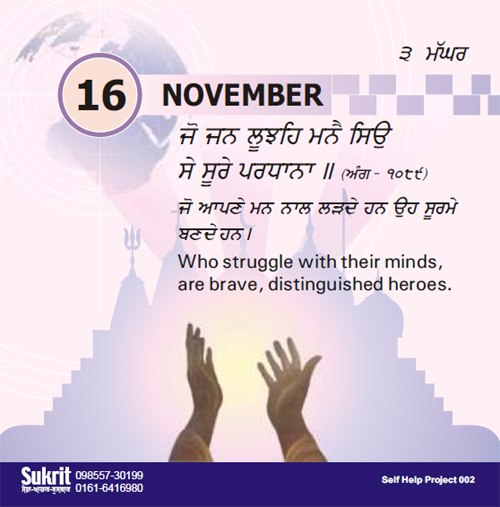 ੩ ਮੱਘਰ
16 NOVEMBER
ਜੋ ਜਨ ਲੂਝਹਿ ਮਨੈ ਸਿਉ
ਸੇ ਸੂਰੇ ਪਰਧਾਨਾ ॥ (ਅੰਗ - ੧੦੮੯)
ਜੋ ਆਪਣੇ ਮਨ ਨਾਲ ਲੜਦੇ ਹਨ ਉਹ ਸੂਰਮੇ
ਬਣਦੇ ਹਨ।
Who struggle with their minds,
are brave, distinguished heroes.
Sukrit 098557-30199
0161-6416980
Self Help Project 002